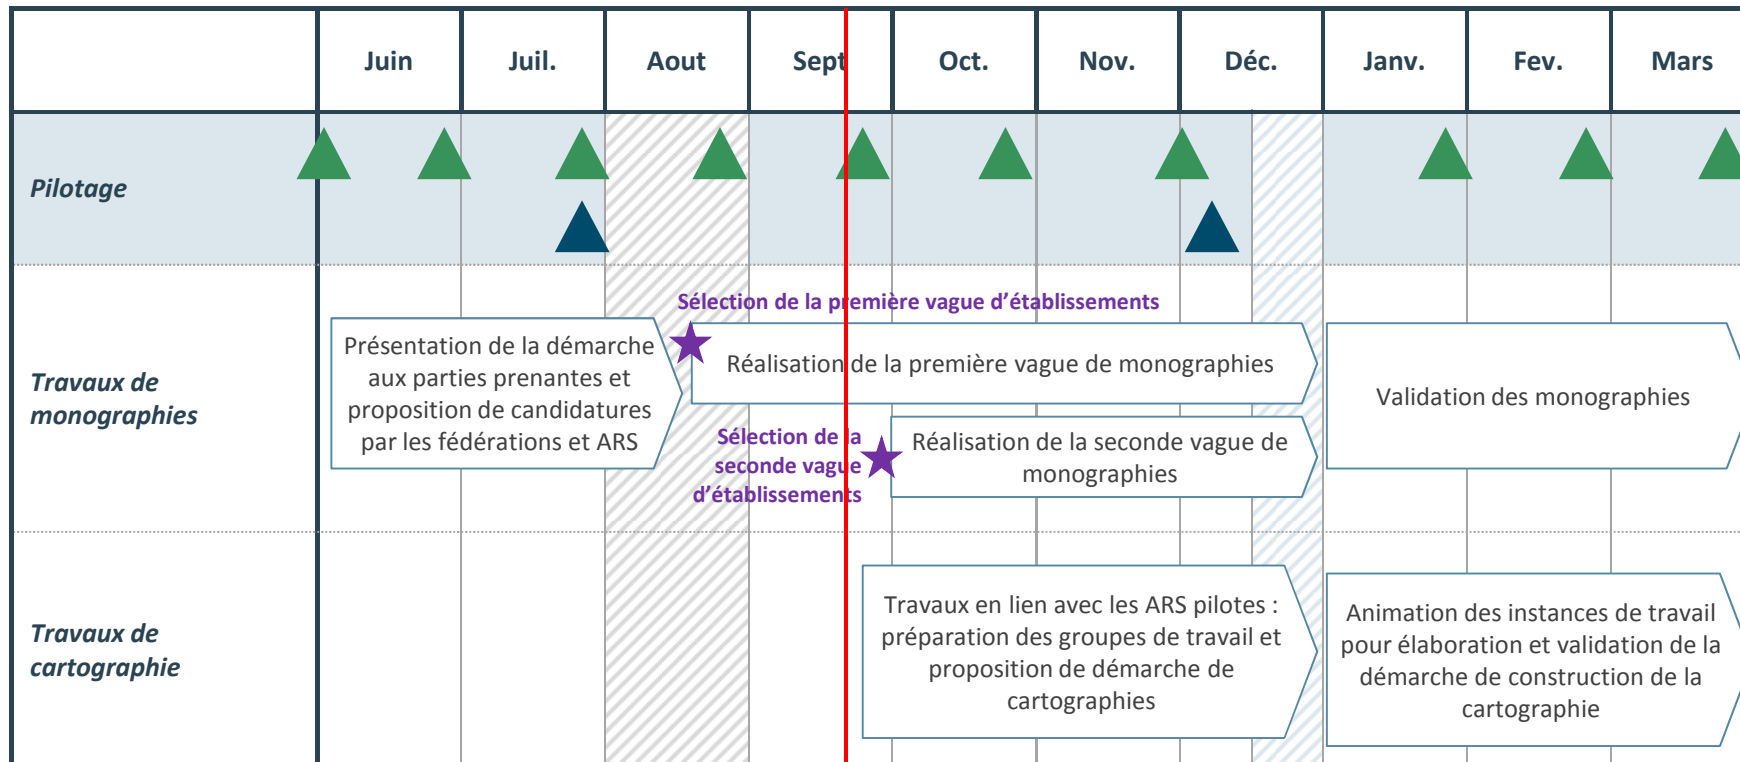 Juin
Juil.
Aout
Sept
Oct.
Nov.
Déc.
Janv.
Fev.
Mars
Pilotage
Travaux de
monographies
Sélection de la première vague d’établissements
Présentation de la démarche
aux parties prenantes et
proposition de candidatures
par les fédérations et ARS
Réalisation de la première vague de monographies
Sélection de la
seconde vague
d’établissements
Réalisation de la seconde vague de
monographies
Validation des monographies
Travaux de
cartographie
Travaux en lien avec les ARS pilotes :
préparation des groupes de travail et
proposition de démarche de
cartographies
Animation des instances de travail
pour élaboration et validation de la
démarche de construction de la
cartographie